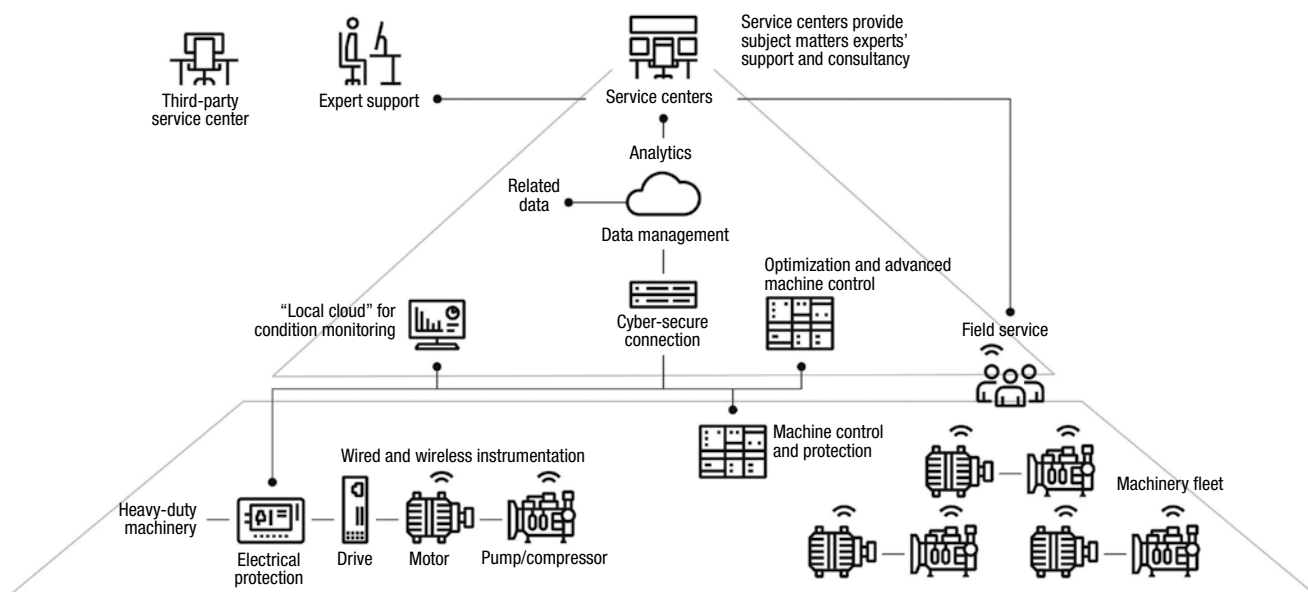 Service centers provide
subject matters experts'
support and consultancy
Third-party
service center
Expert support
Service centers
Analytics
Related
data
Data management
Optimization and advanced
machine control
"Local cloud" for
condition monitoring
Cyber-secure
connection
Field service
Machine control
and protection
Wired and wireless instrumentation
Machinery fleet
Heavy-duty
machinery
Electrical
protection
Drive
Motor
Pump/compressor